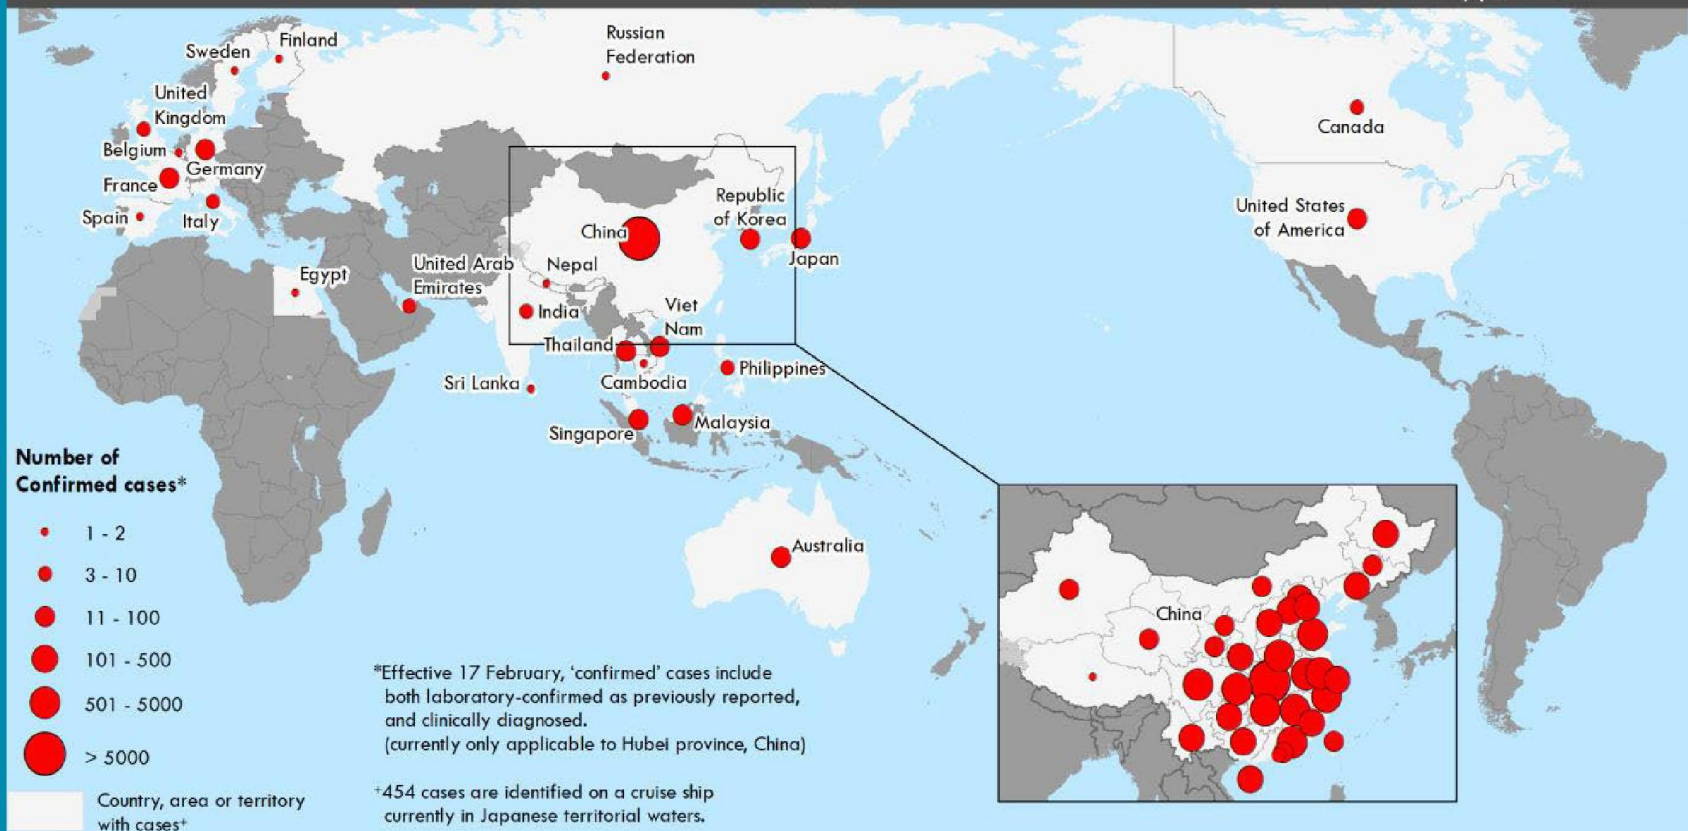 Russian
Federation
Finland
Sweden
United
Kingdom
Belgium
Germany
France
Spain
Italy
Canada
United States
of America
Republic
of Korea
China
Japan
Egypt
United Arab
Emirates
Nepal
India
Viet
Nam
Thailand
Philippines
Cambodia
Sri Lanka
Malaysia
Singapore
Australia
China
Number of
Confirmed cases*
1 - 2
3 - 10
11 - 100
101 - 500
501 - 5000
> 5000
Country, area or territory
with cases⁺
*Effective 17 February, ‘confirmed’ cases include
both laboratory-confirmed as previously reported,
and clinically diagnosed.
(currently only applicable to Hubei province, China)
⁺454 cases are identified on a cruise ship
currently in Japanese territorial waters.